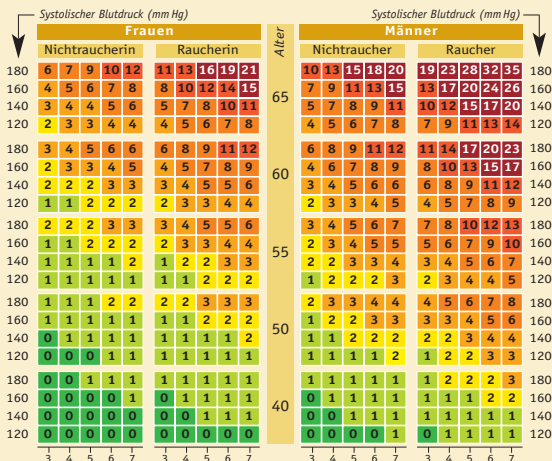 Systolischer Blutdruck (mm Hg) Systolischer Blutdruck (mm Hg)
Frauen Alter Männer
Nichtraucherin Raucherin Nichtraucher Raucher
180 6 7 9 10 12 11 13 16 19 21 10 13 15 18 20 19 23 28 32 35 180
160 4 5 6 7 8 8 10 12 14 15 7 9 11 13 15 13 17 20 24 26 160
65
140 3 4 4 5 6 5 7 8 10 11 5 7 8 9 11 10 12 15 17 20 140
120 2 3 3 4 4 4 5 6 7 8 4 5 6 7 8 7 9 11 13 14 120
180 3 4 5 6 6 6 8 9 11 12 6 8 9 11 12 11 14 17 20 23 180
160 2 3 3 4 5 4 5 7 8 9 4 6 7 8 9 8 10 13 15 17 160
60
140 2 2 2 3 3 3 4 5 5 6 3 4 5 5 6 6 8 9 11 12 140
120 1 1 2 2 2 2 3 3 4 4 2 3 3 4 5 4 5 7 8 9 120
180 2 2 2 3 3 3 4 5 5 6 3 4 5 6 7 7 8 10 12 13 180
160 1 1 2 2 2 2 3 3 4 4 2 3 4 5 5 5 6 7 9 10 160
55
140 1 1 1 1 2 1 2 2 3 3 2 2 3 3 4 3 4 5 6 7 140
120 1 1 1 1 1 1 1 2 2 2 1 2 2 2 3 2 3 4 4 5 120
180 1 1 1 2 2 2 2 3 3 3 2 3 3 4 4 4 5 6 7 8 180
160 1 1 1 1 1 1 1 2 2 2 1 2 2 3 3 3 3 4 5 6 160
50
140 0 1 1 1 1 1 1 1 1 2 1 1 2 2 2 2 2 3 4 4 140
120 0 0 0 1 1 1 1 1 1 1 1 1 1 1 2 1 2 2 3 3 120
180 0 0 1 1 1 1 1 1 1 1 1 1 1 1 1 1 2 2 2 3 180
160 0 0 0 0 1 0 1 1 1 1 0 1 1 1 1 1 1 1 2 2 160
40
140 0 0 0 0 0 0 0 1 1 1 0 0 1 1 1 1 1 1 1 1 140
120 0 0 0 0 0 0 0 0 0 0 0 0 0 0 1 0 1 1 1 1 120
3 4 5 6 7 3 4 5 6 7 3 4 5 6 7 3 4 5 6 7